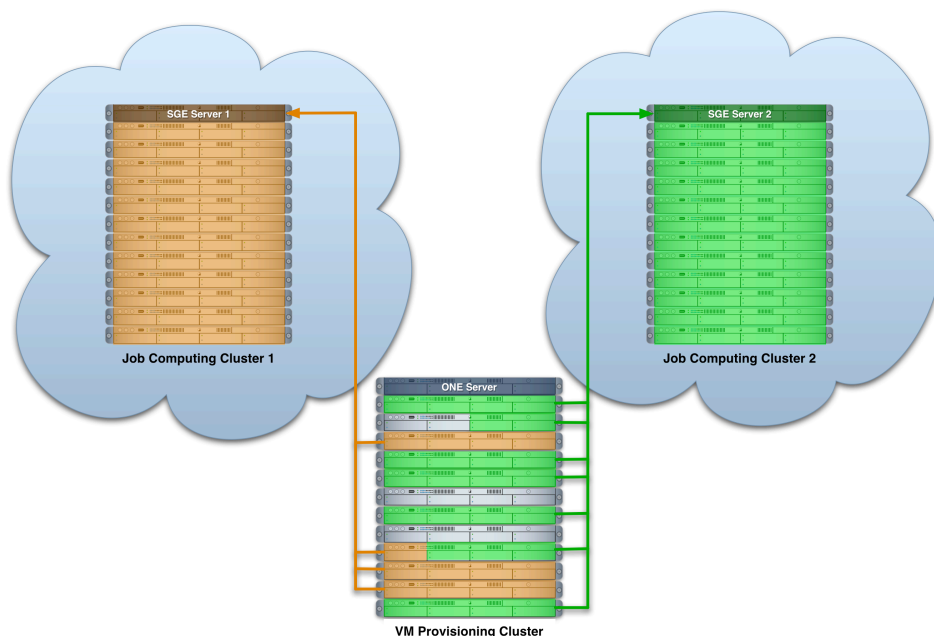 SGE Server 1
SGE Server 2
Job Computing Cluster 1
Job Computing Cluster 2
ONE Server
VM Provisioning Cluster